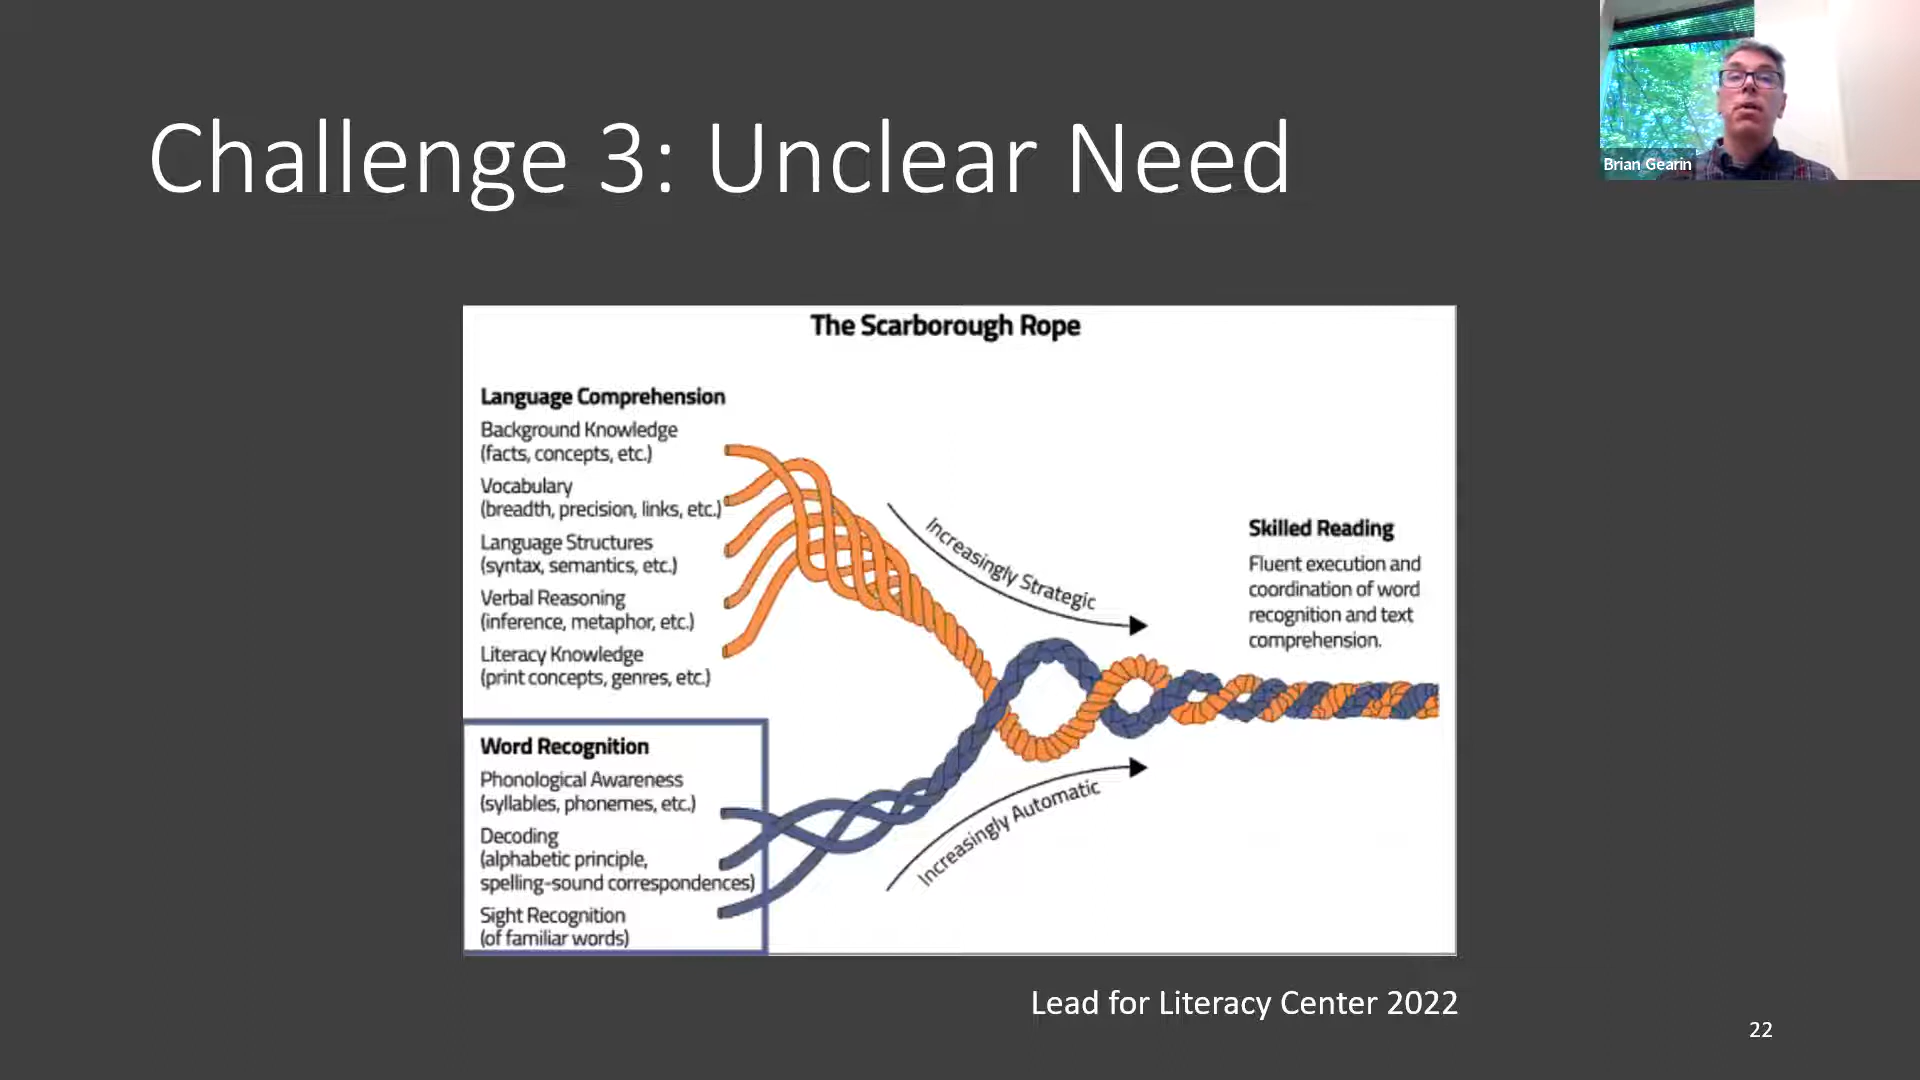 Challenge 3: Unclear Need
Brian Gearin
The Scarborough Rope
Language Comprehension
Background Knowledge
(facts, concepts, etc.)
Vocabulary
(breadth, precision, links, etc.)
Language Structures
(syntax, semantics, etc.)
Verbal Reasoning
(inference, metaphor, etc.)
Literacy Knowledge
(print concepts, genres, etc.)
Word Recognition
Phonological Awareness
(syllables, phonemes, etc.)
Decoding
(alphabetic principle,
spelling-sound correspondences)
Sight Recognition
(of familiar words)
Increasingly Strategic
Increasingly Automatic
Skilled Reading
Fluent execution and
coordination of word
recognition and text
comprehension.
Lead for Literacy Center 2022
22